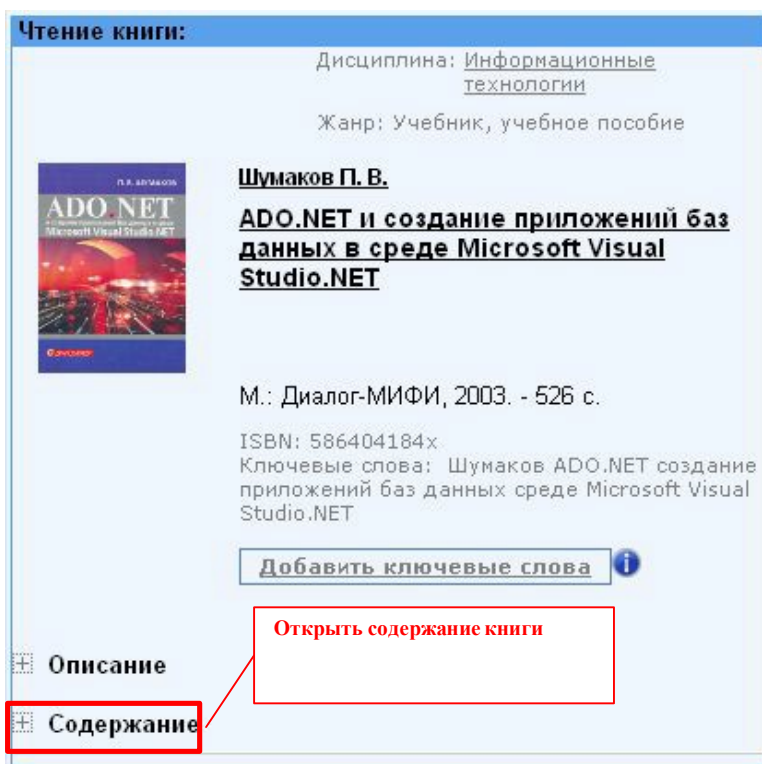 Чтение книги:
Дисциплина: Информационные
технологии
Жанр: Учебник, учебное пособие
ADO.NET
Microsoft Visual Studio.NET
Шумаков П. В.
ADO.NET и создание приложений баз
данных в среде Microsoft Visual
Studio.NET
М.: Диалог-МИФИ, 2003. - 526 с.
ISBN: 586404184x
Ключевые слова: Шумаков ADO.NET создание
приложений баз данных среде Microsoft Visual
Studio.NET
Добавить ключевые слова
Открыть содержание книги
Описание
Содержание